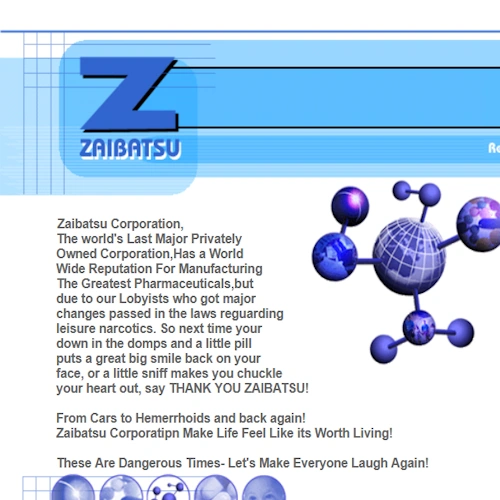 Z
ZAIBATSU
Re
Zaibatsu Corporation,
The world's Last Major Privately
Owned Corporation,Has a World
Wide Reputation For Manufacturing
The Greatest Pharmaceuticals,but
due to our Lobyists who got major
changes passed in the laws reguarding
leisure narcotics. So next time your
down in the domps and a little pill
puts a great big smile back on your
face, or a little sniff makes you chuckle
your heart out, say THANK YOU ZAIBATSU!
From Cars to Hemerrhoids and back again!
Zaibatsu Corporatipn Make Life Feel Like its Worth Living!
These Are Dangerous Times- Let's Make Everyone Laugh Again!